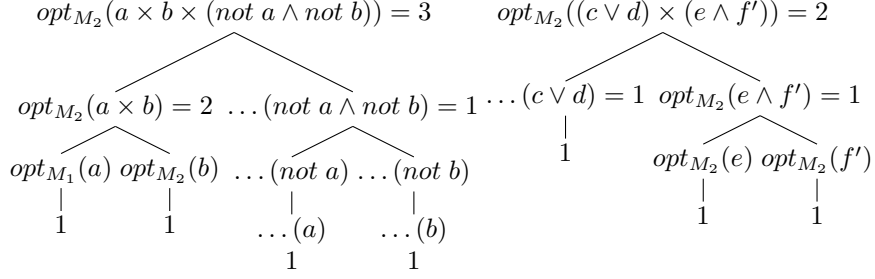 opt_{M_2}(a × b × (not a ∧ not b)) = 3 opt_{M_2}((c ∨ d) × (e ∧ f′)) = 2
opt_{M_2}(a × b) = 2 …(not a ∧ not b) = 1 …(c ∨ d) = 1 opt_{M_2}(e ∧ f′) = 1
opt_{M_1}(a) opt_{M_2}(b) …(not a) …(not b) 1 opt_{M_2}(e) opt_{M_2}(f′)
1 1 …(a) …(b) 1 1
1 1